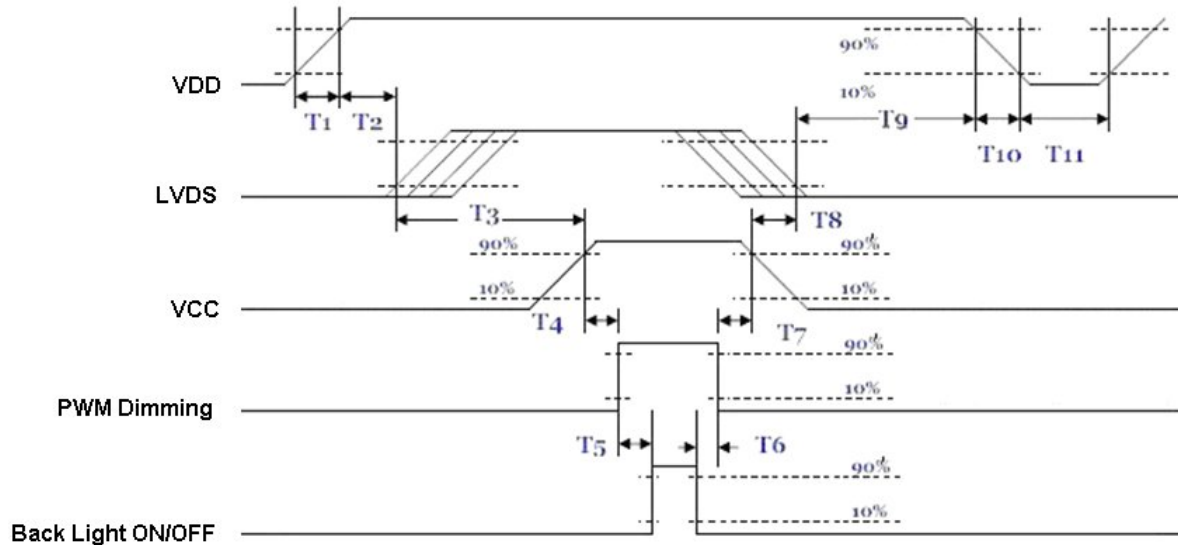 90%
VDD
10%
T1 T2 T9
T10 T11
LVDS
T3 T8
90% 90%
10% 10%
VCC
T4 T7
90%
10%
PWM Dimming
T5 T6
90%
10%
Back Light ON/OFF